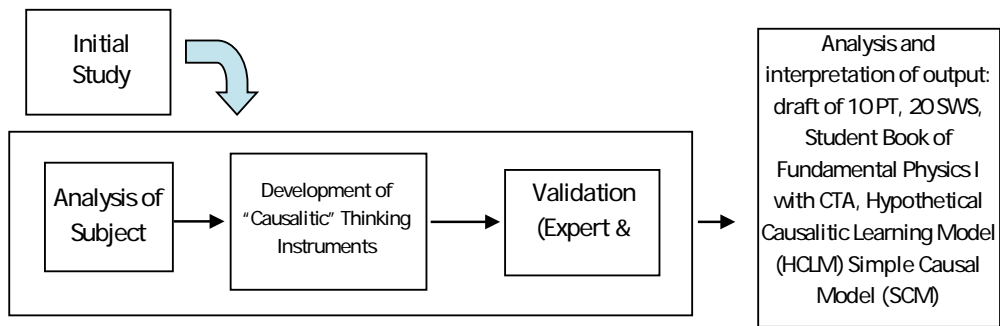 Initial
Study
Analysis of
Subject
Development of
“Causalitic” Thinking
Instruments
Validation
(Expert &
Analysis and
interpretation of output:
draft of 10 PT, 20 SWS,
Student Book of
Fundamental Physics I
with CTA, Hypothetical
Causalitic Learning Model
(HCLM) Simple Causal
Model (SCM)